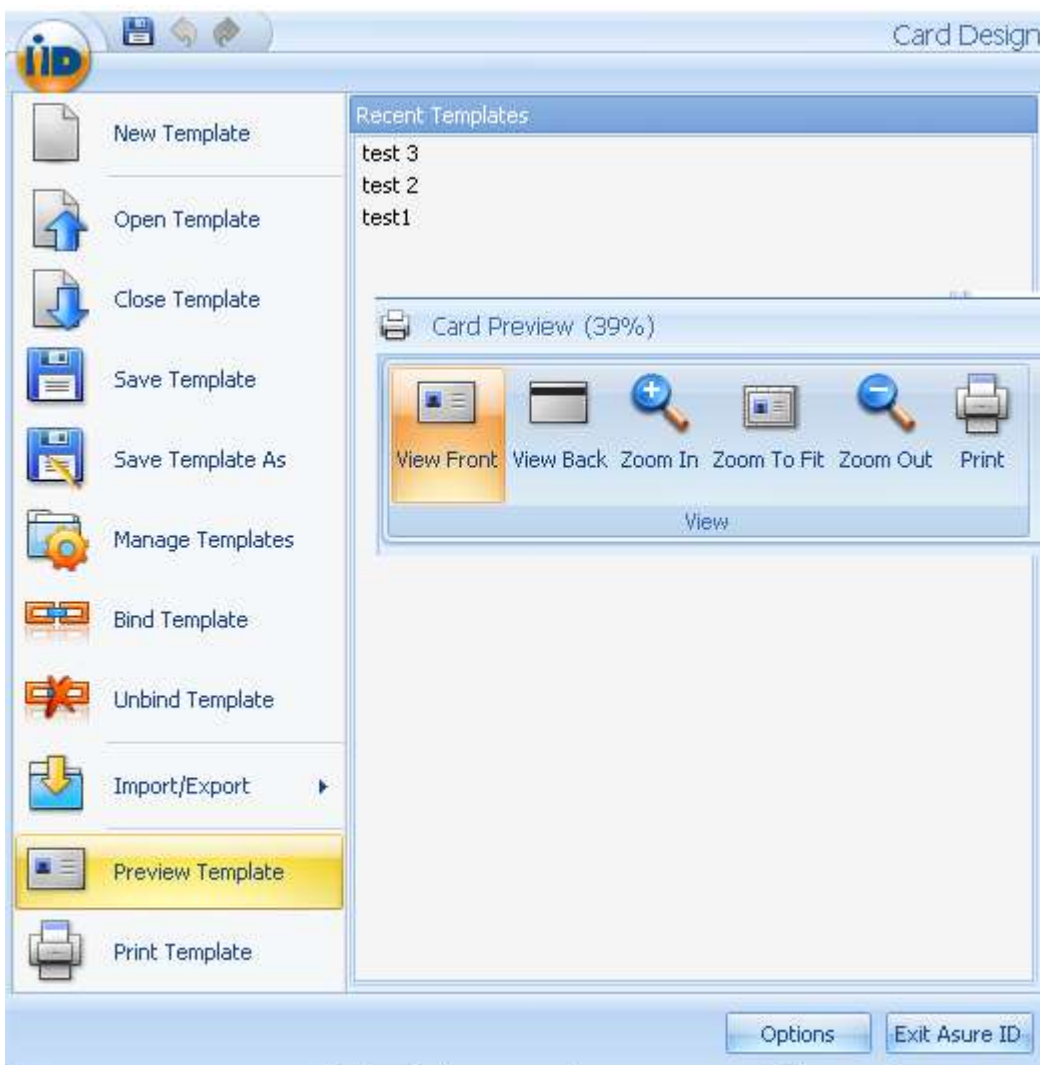 Card Design
iID
New Template
Open Template
Close Template
Save Template
Save Template As
Manage Templates
Bind Template
Unbind Template
Import/Export
Preview Template
Print Template
Recent Templates
test 3
test 2
test1
Card Preview (39%)
View Front View Back Zoom In Zoom To Fit Zoom Out Print
View
Options Exit Asure ID